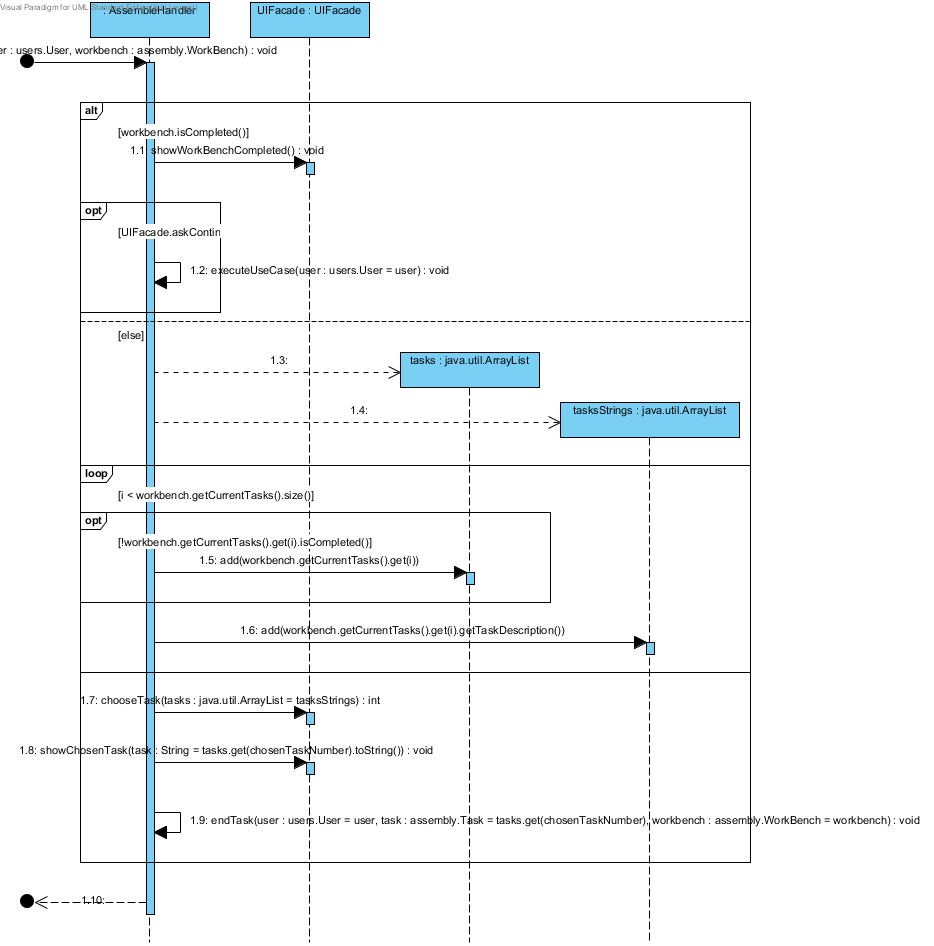 Visual Paradigm for UML
: AssembleHandler
UIFacade : UIFacade
er : users.User, workbench : assembly.WorkBench) : void
alt
[workbench.isCompleted()]
1.1: showWorkBenchCompleted() : void
opt
[UIFacade.askContin
1.2: executeUseCase(user : users.User = user) : void
[else]
1.3:
tasks : java.util.ArrayList
1.4:
tasksStrings : java.util.ArrayList
loop
[i < workbench.getCurrentTasks().size()]
opt
[!workbench.getCurrentTasks().get(i).isCompleted()]
1.5: add(workbench.getCurrentTasks().get(i))
1.6: add(workbench.getCurrentTasks().get(i).getTaskDescription())
1.7: chooseTask(tasks : java.util.ArrayList = tasksStrings) : int
1.8: showChosenTask(task : String = tasks.get(chosenTaskNumber).toString()) : void
1.9: endTask(user : users.User = user, task : assembly.Task = tasks.get(chosenTaskNumber), workbench : assembly.WorkBench = workbench) : void
1.10: